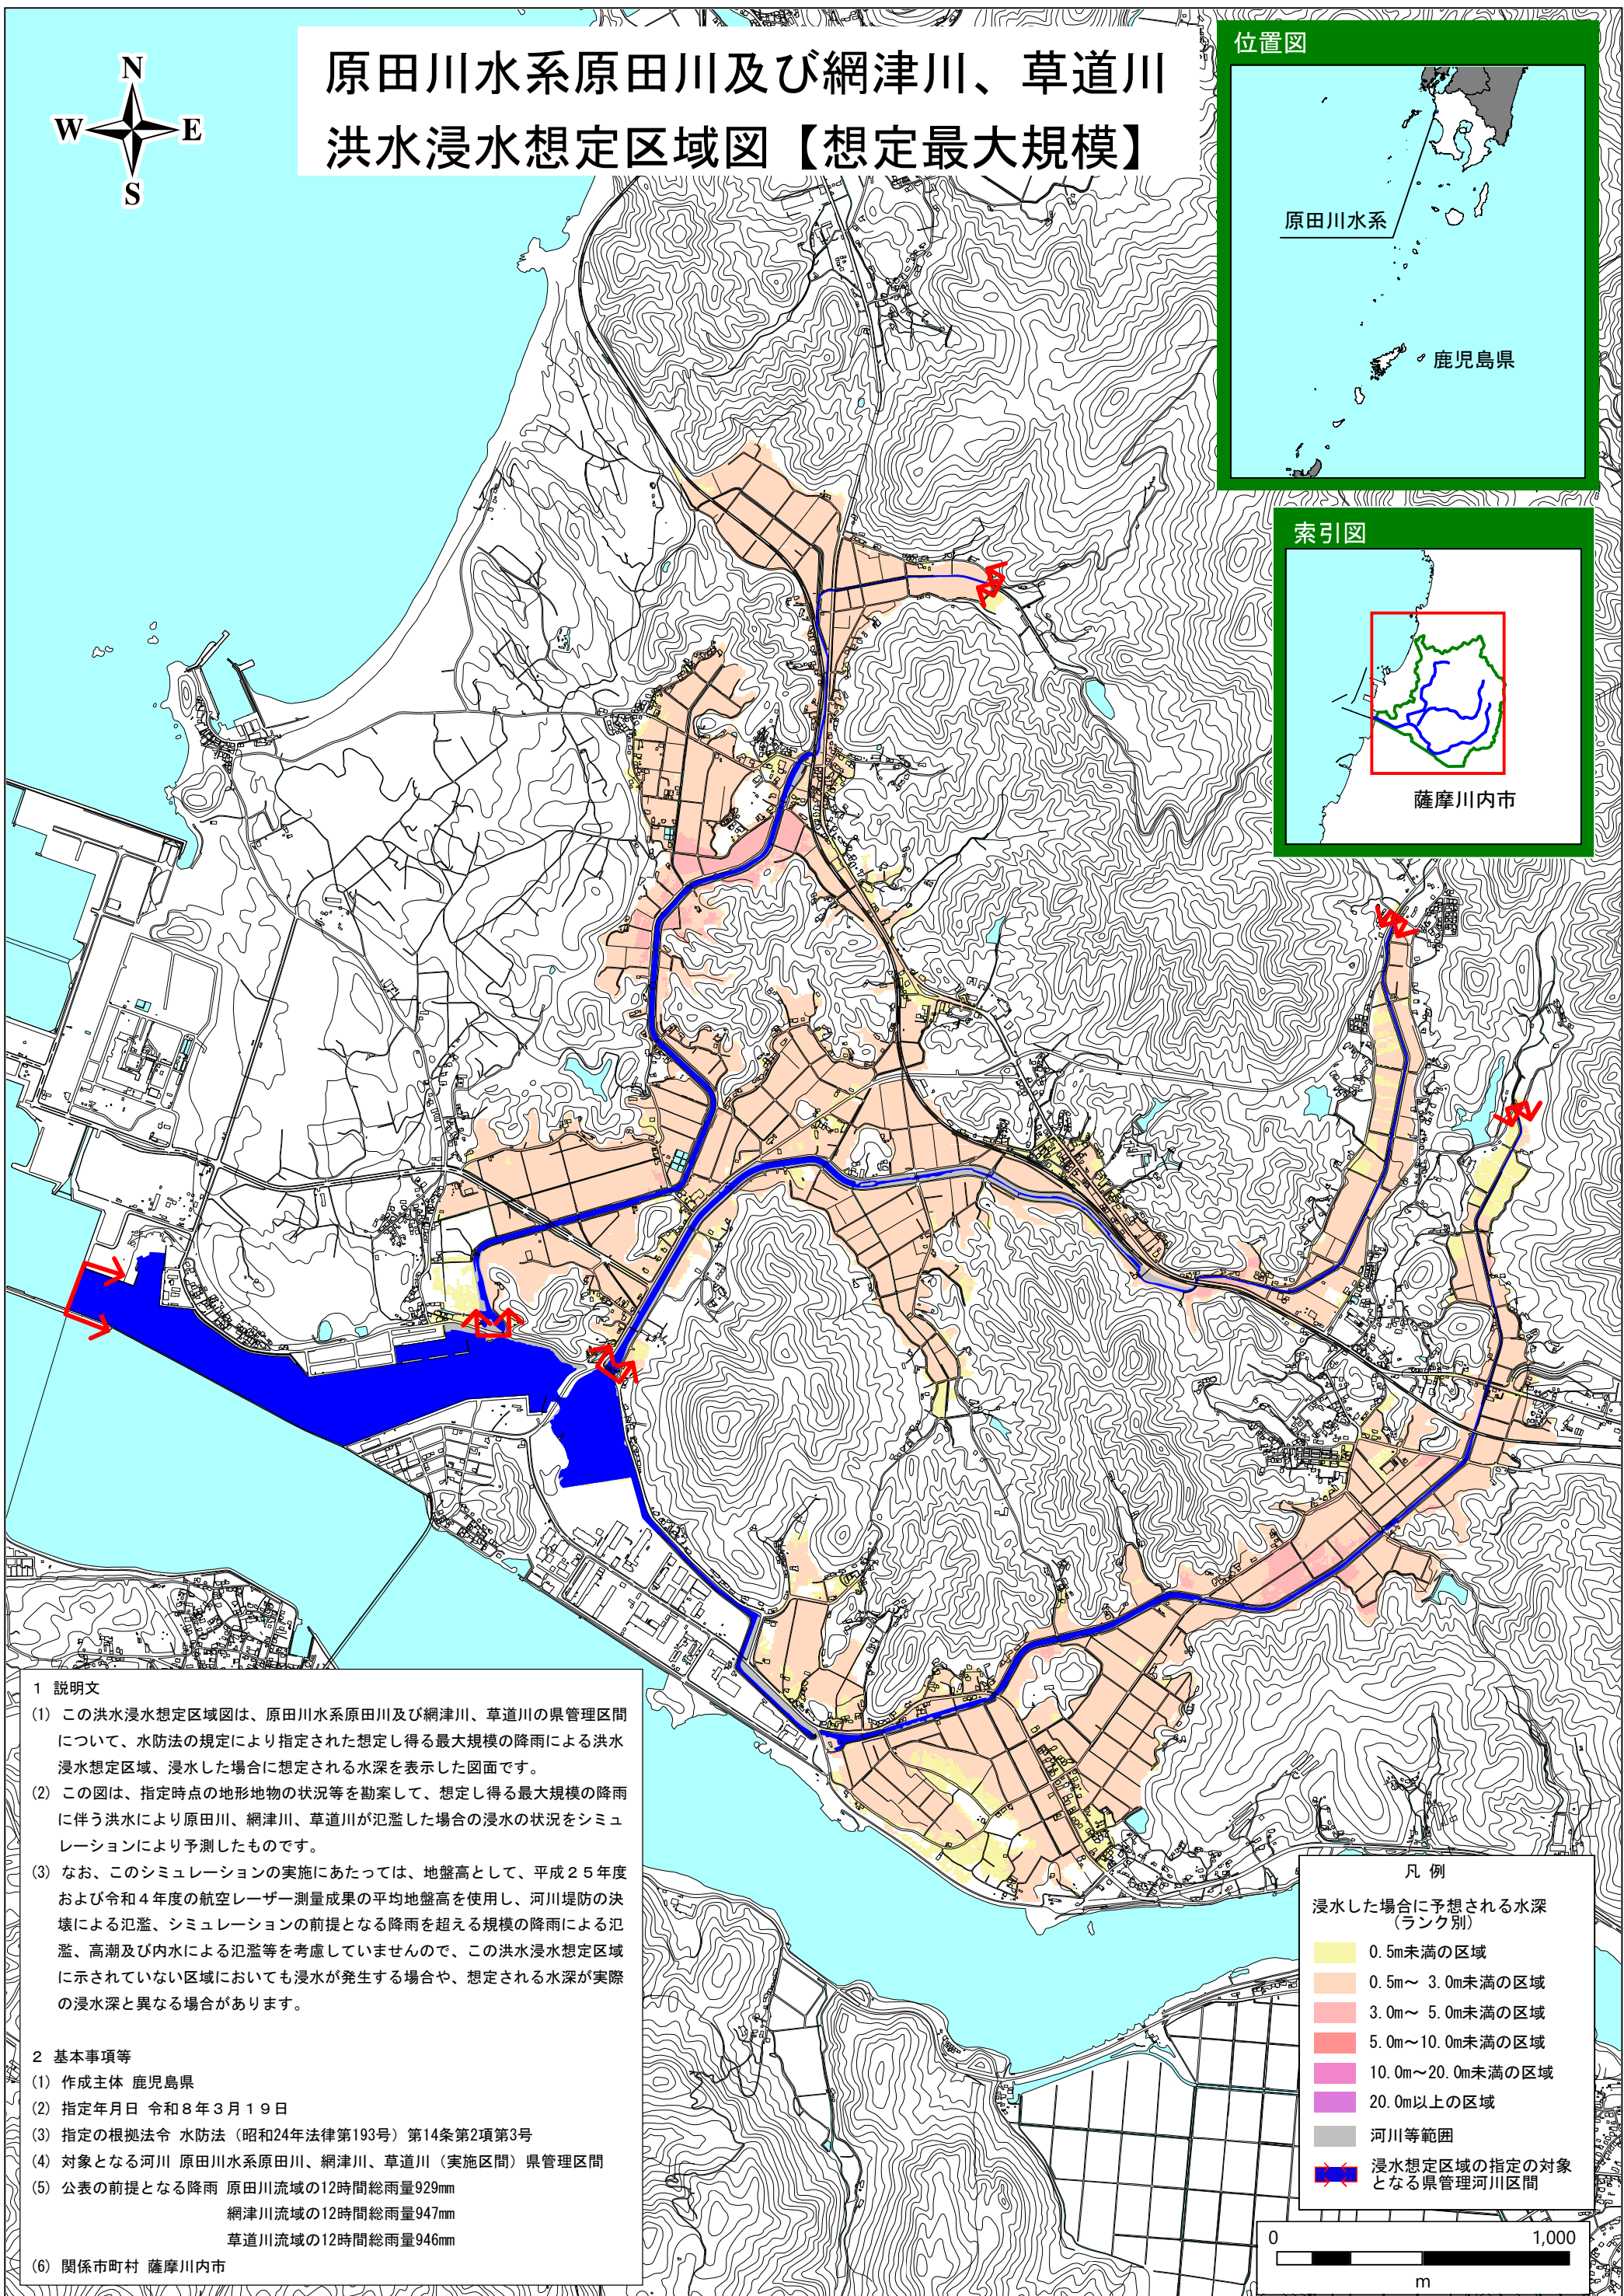 原田川水系原田川及び網津川、草道川
洪水浸水想定区域図【想定最大規模】
N
W E
S
位置図
原田川水系
鹿児島県
索引図
薩摩川内市
1 説明文
(1) この洪水浸水想定区域図は、原田川水系原田川及び網津川、草道川の県管理区間
について、水防法の規定により指定された想定し得る最大規模の降雨による洪水
浸水想定区域、浸水した場合に想定される水深を表示した図面です。
(2) この図は、指定時点の地形地物の状況等を勘案して、想定し得る最大規模の降雨
に伴う洪水により原田川、網津川、草道川が氾濫した場合の浸水の状況をシミュ
レーションにより予測したものです。
(3) なお、このシミュレーションの実施にあたっては、地盤高として、平成25年度
および令和4年度の航空レーザー測量成果の平均地盤高を使用し、河川堤防の決
壊による氾濫、シミュレーションの前提となる降雨を超える規模の降雨による氾
濫、高潮及び内水による氾濫等を考慮していませんので、この洪水浸水想定区域
に示されていない区域においても浸水が発生する場合や、想定される水深が実際
の浸水深と異なる場合があります。
2 基本事項等
(1) 作成主体 鹿児島県
(2) 指定年月日 令和8年3月19日
(3) 指定の根拠法令 水防法（昭和24年法律第193号）第14条第2項第3号
(4) 対象となる河川 原田川水系原田川、網津川、草道川（実施区間）県管理区間
(5) 公表の前提となる降雨 原田川流域の12時間総雨量929mm
網津川流域の12時間総雨量947mm
草道川流域の12時間総雨量946mm
(6) 関係市町村 薩摩川内市
凡 例
浸水した場合に予想される水深
（ランク別）
0.5m未満の区域
0.5m～ 3.0m未満の区域
3.0m～ 5.0m未満の区域
5.0m～10.0m未満の区域
10.0m～20.0m未満の区域
20.0m以上の区域
河川等範囲
浸水想定区域の指定の対象
となる県管理河川区間
0 1,000
m